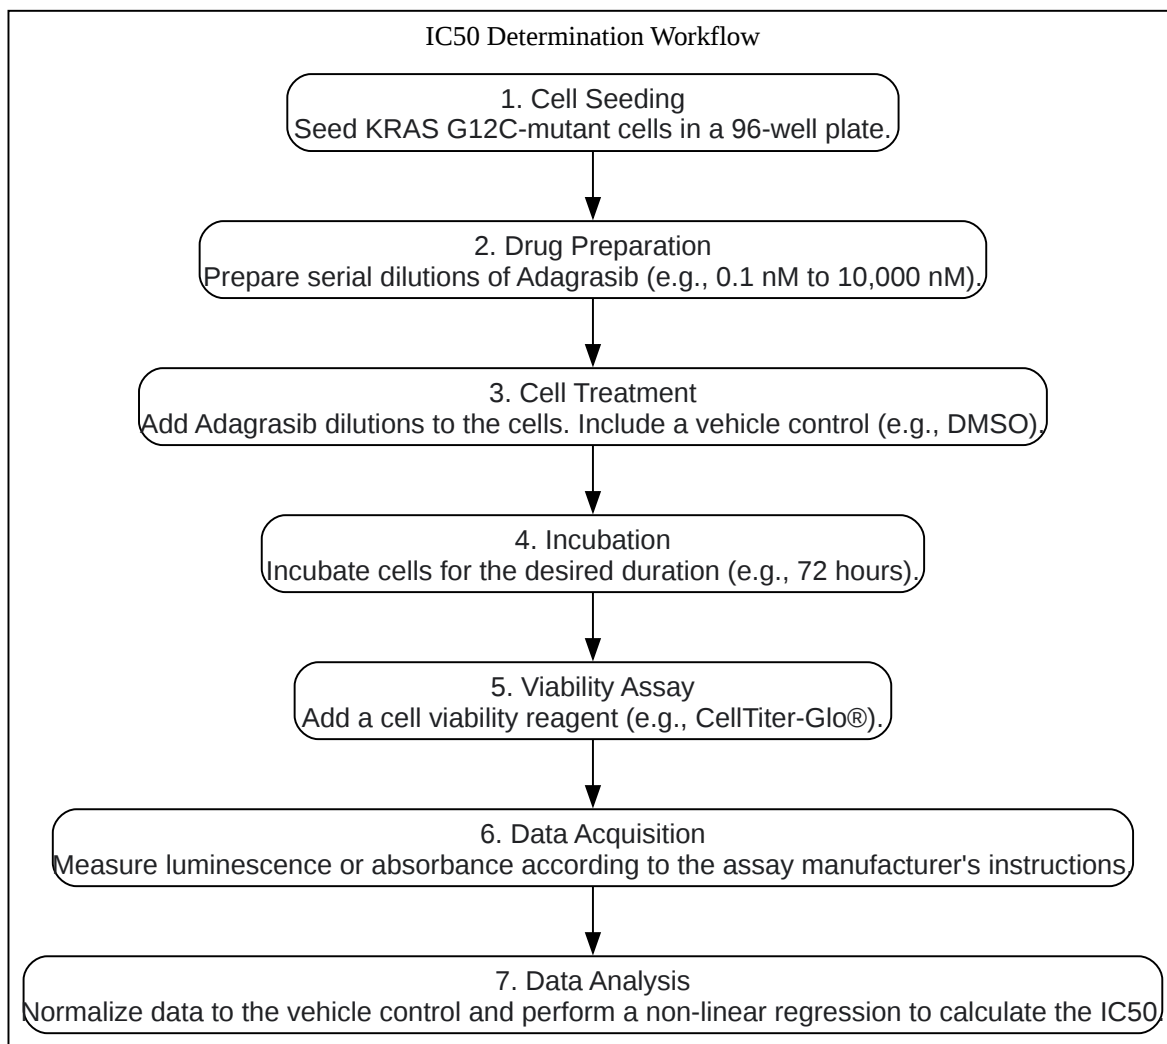 IC50 Determination Workflow
1. Cell Seeding
Seed KRAS G12C-mutant cells in a 96-well plate.
2. Drug Preparation
Prepare serial dilutions of Adagrasib (e.g., 0.1 nM to 10,000 nM).
3. Cell Treatment
Add Adagrasib dilutions to the cells. Include a vehicle control (e.g., DMSO).
4. Incubation
Incubate cells for the desired duration (e.g., 72 hours).
5. Viability Assay
Add a cell viability reagent (e.g., CellTiter-Glo®).
6. Data Acquisition
Measure luminescence or absorbance according to the assay manufacturer's instructions.
7. Data Analysis
Normalize data to the vehicle control and perform a non-linear regression to calculate the IC50.